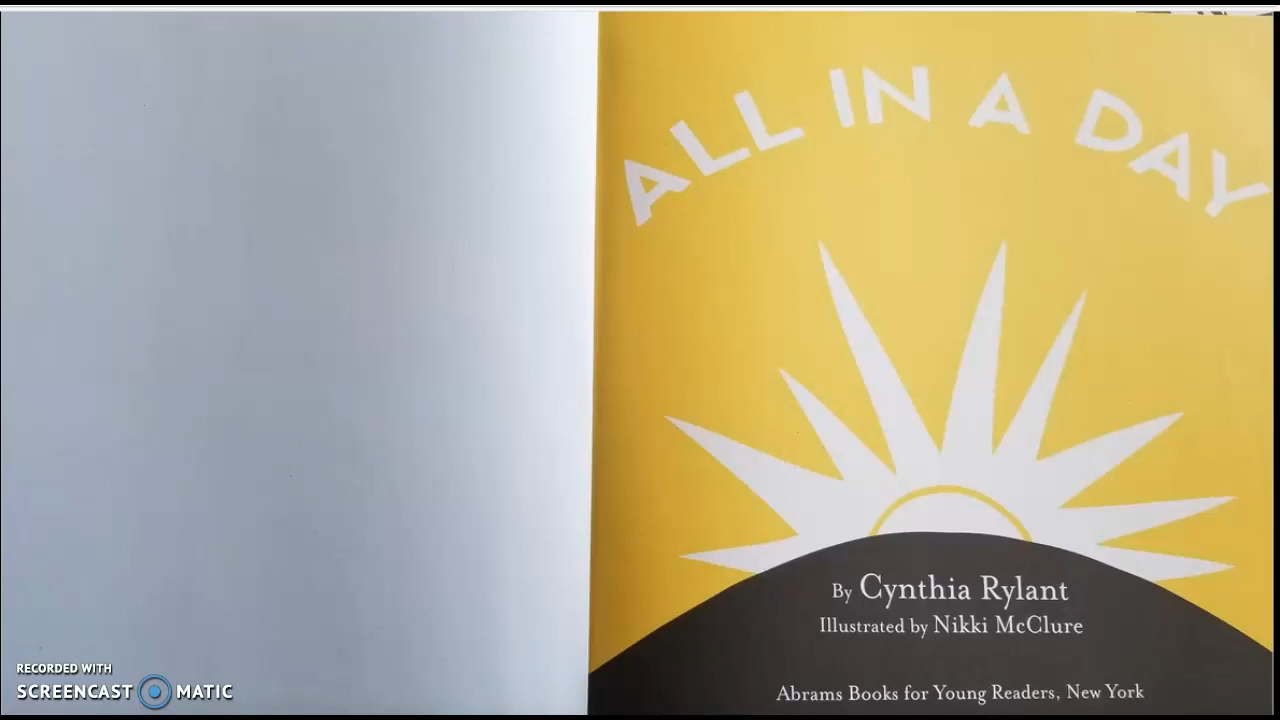 ALL IN A DAY
By Cynthia Rylant
Illustrated by Nikki McClure
Abrams Books for Young Readers, New York
RECORDED WITH
SCREENCAST MATIC